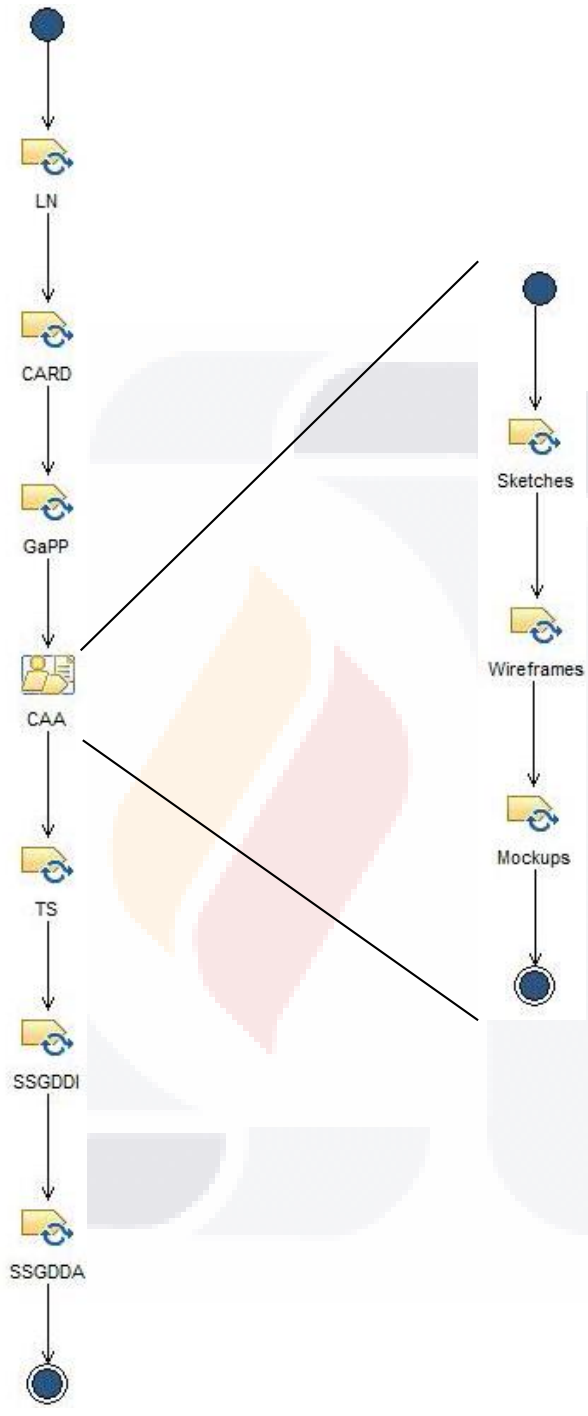 LN
CARD
GaPP
CAA
TS
SSGDDI
SSGDDA
Sketches
Wireframes
Mockups